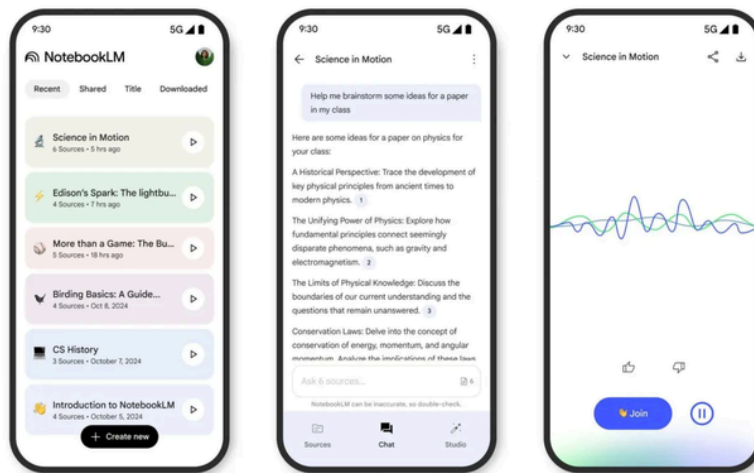 9:30 5G
NotebookLM
Recent Shared Title Downloaded
Science in Motion
6 Sources • 5 hrs ago
Edison's Spark: The lightbu...
4 Sources • 7 hrs ago
More than a Game: The Bu...
5 Sources • 18 hrs ago
Birding Basics: A Guide...
4 Sources • Oct 8, 2024
CS History
3 Sources • October 7, 2024
Introduction to NotebookLM
4 Sources • October 5, 2024
+ Create new
9:30 5G
Science in Motion
Help me brainstorm some ideas for a paper
in my class
Here are some ideas for a paper on physics for
your class:
A Historical Perspective: Trace the development of
key physical principles from ancient times to
modern physics. 1
The Unifying Power of Physics: Explore how
fundamental principles connect seemingly
disparate phenomena, such as gravity and
electromagnetism. 2
The Limits of Physical Knowledge: Discuss the
boundaries of our current understanding and the
questions that remain unanswered. 3
Conservation Laws: Delve into the concept of
conservation of energy, momentum, and angular
momentum. Analyze the implications of these laws
Ask 6 sources... 6
NotebookLM can be inaccurate, so double-check.
Sources Chat Studio
9:30 5G
Science in Motion
Join